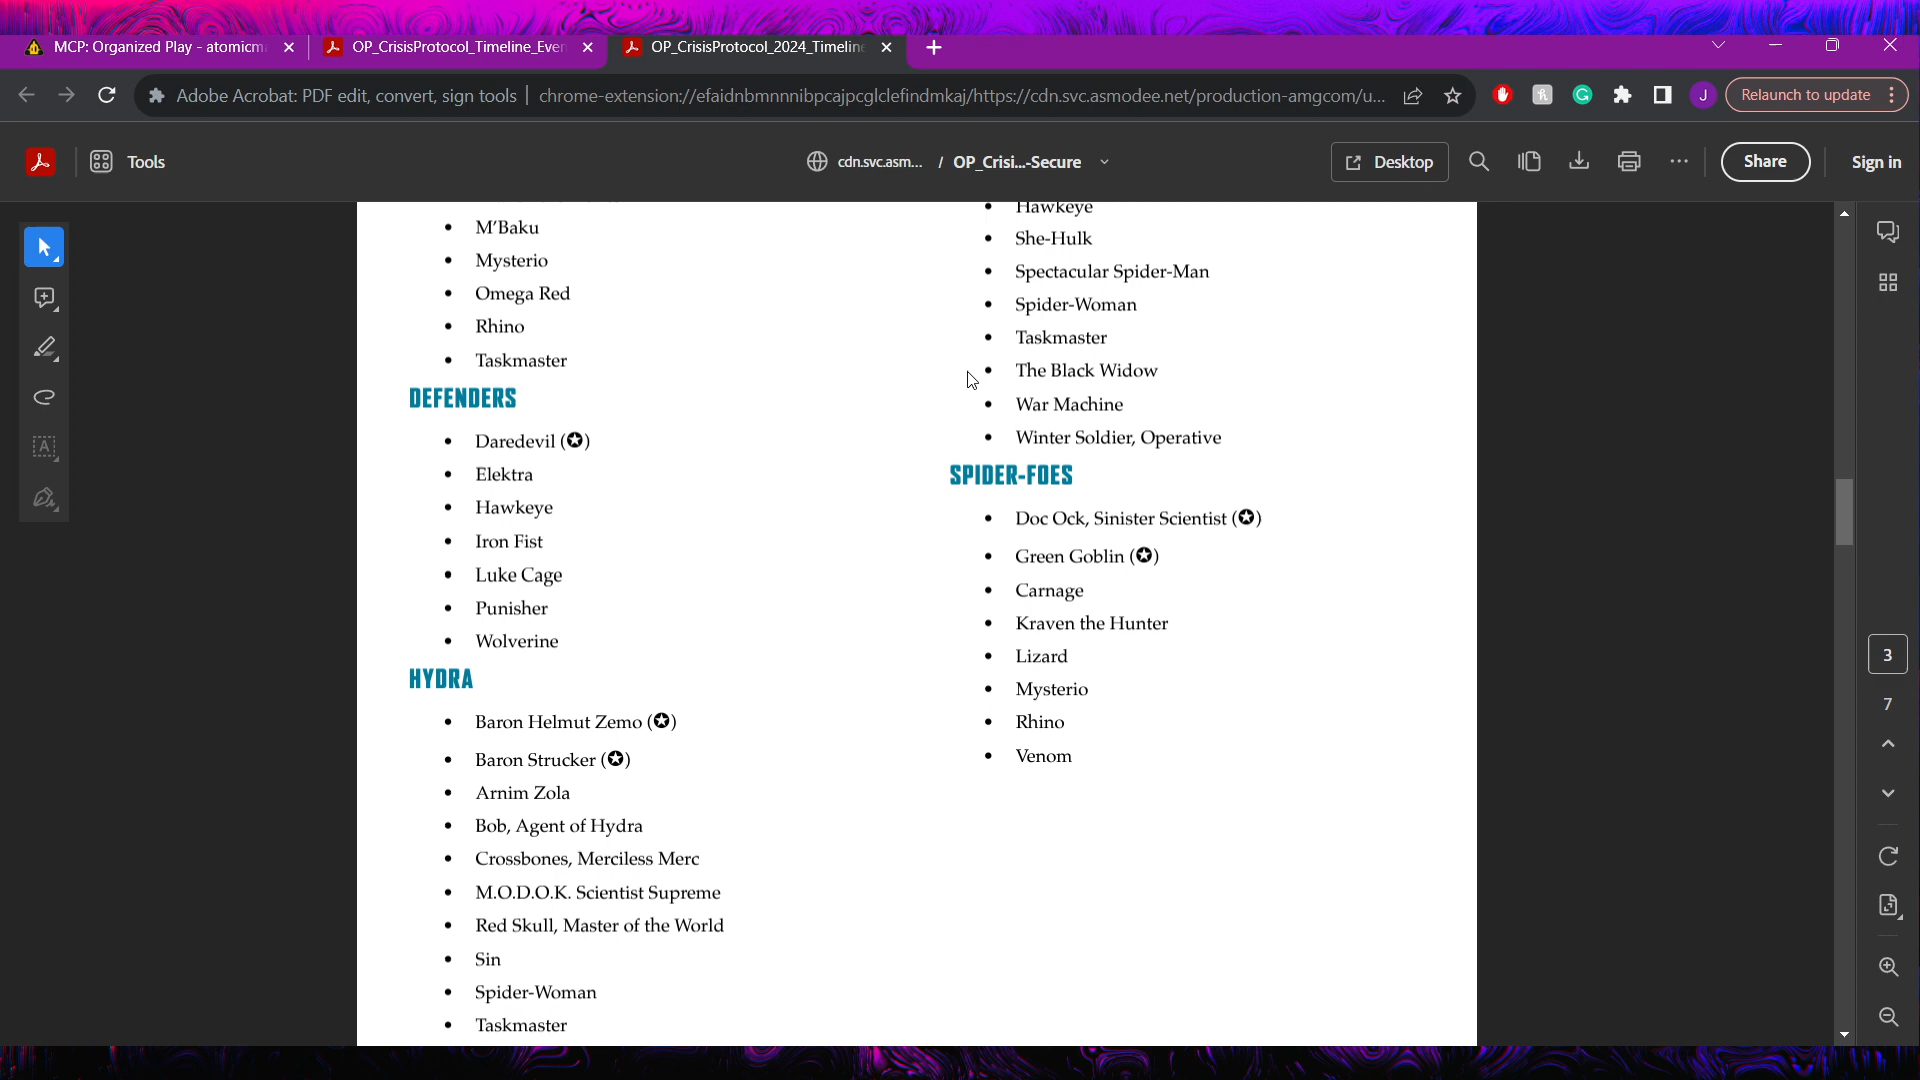 MCP: Organized Play - atomicm
OP_CrisisProtocol_Timeline_Even
OP_CrisisProtocol_2024_Timeline
Adobe Acrobat: PDF edit, convert, sign tools
chrome-extension://efaidnbmnnnibpcajpcglclefindmkaj/https://cdn.svc.asmodee.net/production-amgcom/u...
J
Relaunch to update
Tools
cdn.svc.asm... / OP_Crisi...-Secure
Desktop
Share
Sign in
• M'Baku
• Mysterio
• Omega Red
• Rhino
• Taskmaster
DEFENDERS
• Daredevil (✪)
• Elektra
• Hawkeye
• Iron Fist
• Luke Cage
• Punisher
• Wolverine
HYDRA
• Baron Helmut Zemo (✪)
• Baron Strucker (✪)
• Arnim Zola
• Bob, Agent of Hydra
• Crossbones, Merciless Merc
• M.O.D.O.K. Scientist Supreme
• Red Skull, Master of the World
• Sin
• Spider-Woman
• Taskmaster
• Hawkeye
• She-Hulk
• Spectacular Spider-Man
• Spider-Woman
• Taskmaster
• The Black Widow
• War Machine
• Winter Soldier, Operative
SPIDER-FOES
• Doc Ock, Sinister Scientist (✪)
• Green Goblin (✪)
• Carnage
• Kraven the Hunter
• Lizard
• Mysterio
• Rhino
• Venom
3
7